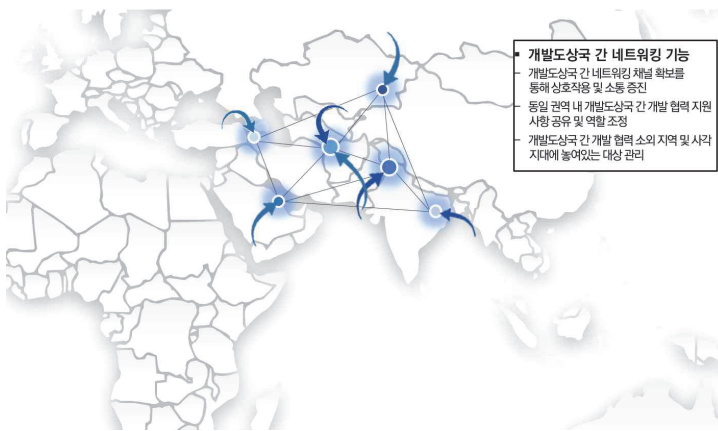 ▪ 개발도상국 간 네트워킹 기능
- 개발도상국 간 네트워킹 채널 확보를
통해 상호작용 및 소통 증진
- 동일 권역 내 개발도상국 간 개발 협력 지원
사항 공유 및 역할 조정
- 개발도상국 간 개발 협력 소외 지역 및 사각
지대에 놓여있는 대상 관리